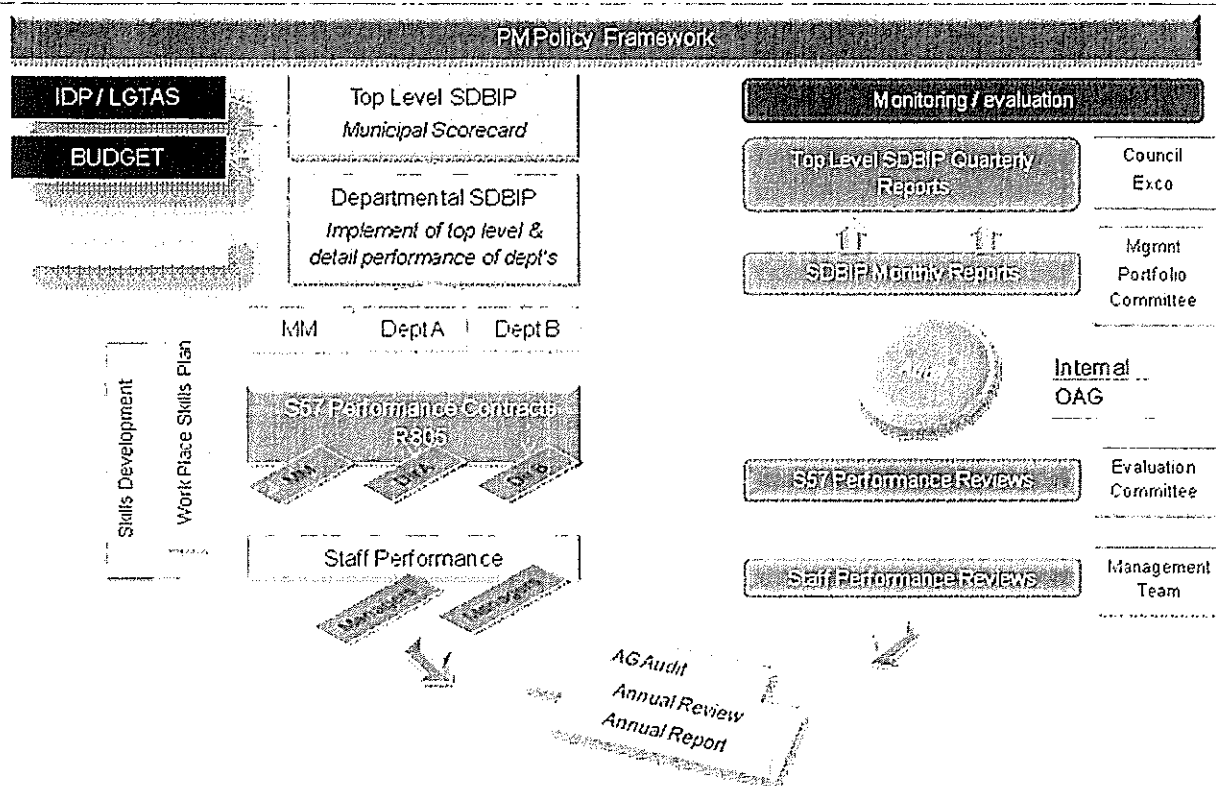 PM Policy Framework
IDP / LGTAS
BUDGET
Top Level SDBIP
Municipal Scorecard
Departmental SDBIP
Implement of top level &
detail performance of dept's
MM
Dept A
Dept B
Skills Development
Work Place Skills Plan
S57 Performance Contracts
R805
MM
Dt A
Dt B
Staff Performance
Managers
Monitoring / evaluation
Top Level SDBIP Quarterly
Reports
Council
Exco
SDBIP Monthly Reports
Mgmnt
Portfolio
Committee
Internal
OAG
S57 Performance Reviews
Evaluation
Committee
Staff Performance Reviews
Management
Team
AG Audit
Annual Review
Annual Report